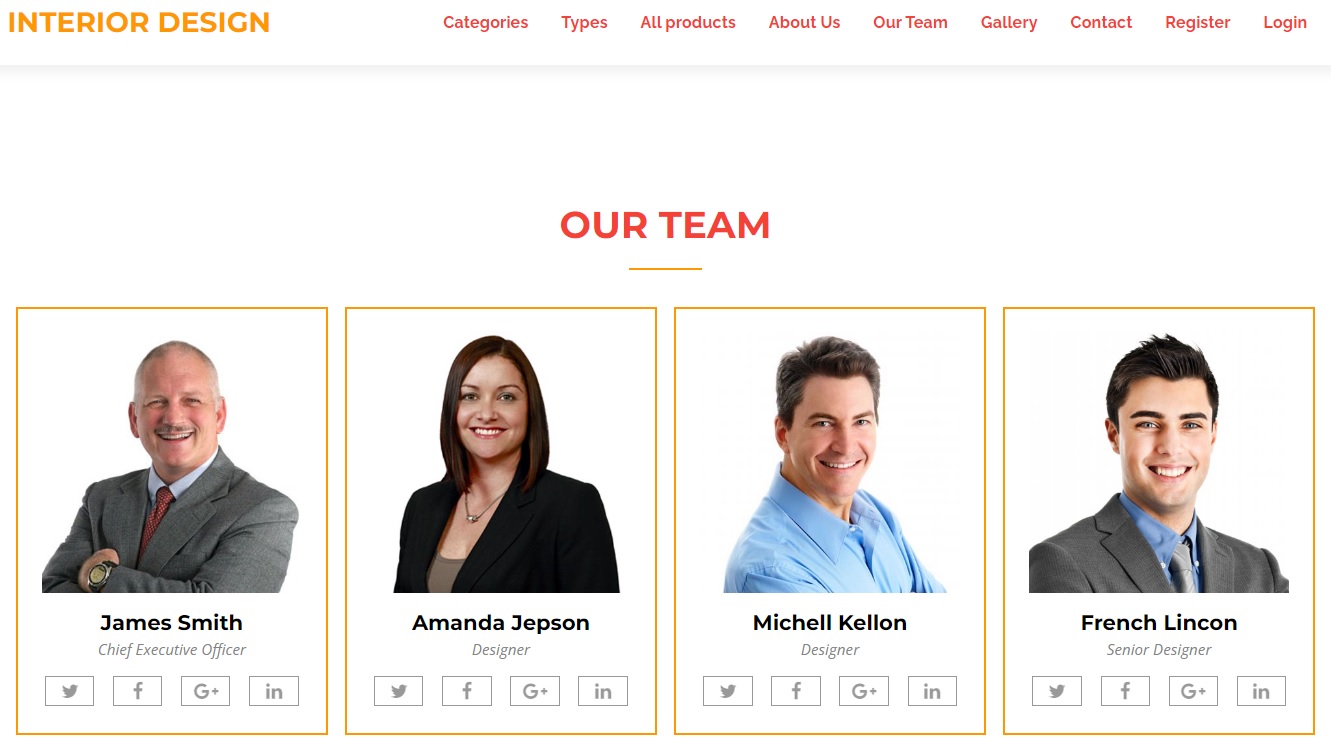 INTERIOR DESIGN
Categories Types All products About Us Our Team Gallery Contact Register Login
OUR TEAM
James Smith Amanda Jepson Michell Kellon French Lincon
Chief Executive Officer Designer Designer Senior Designer
f G+ in f G+ in f G+ in f G+ in